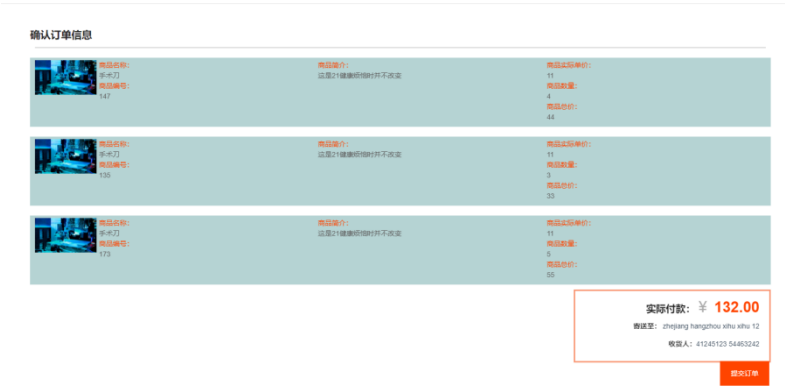 确认订单信息
商品名称: 商品简介: 商品实际单价:
手术刀 这是21健康烦恼时并不改变 11
商品编号: 商品数量:
147 4
商品总价:
44
商品名称: 商品简介: 商品实际单价:
手术刀 这是21健康烦恼时并不改变 11
商品编号: 商品数量:
135 3
商品总价:
33
商品名称: 商品简介: 商品实际单价:
手术刀 这是21健康烦恼时并不改变 11
商品编号: 商品数量:
173 5
商品总价:
55
实际付款: ¥ 132.00
寄送至: zhejiang hangzhou xihu xihu 12
收货人: 41245123 54463242
提交订单